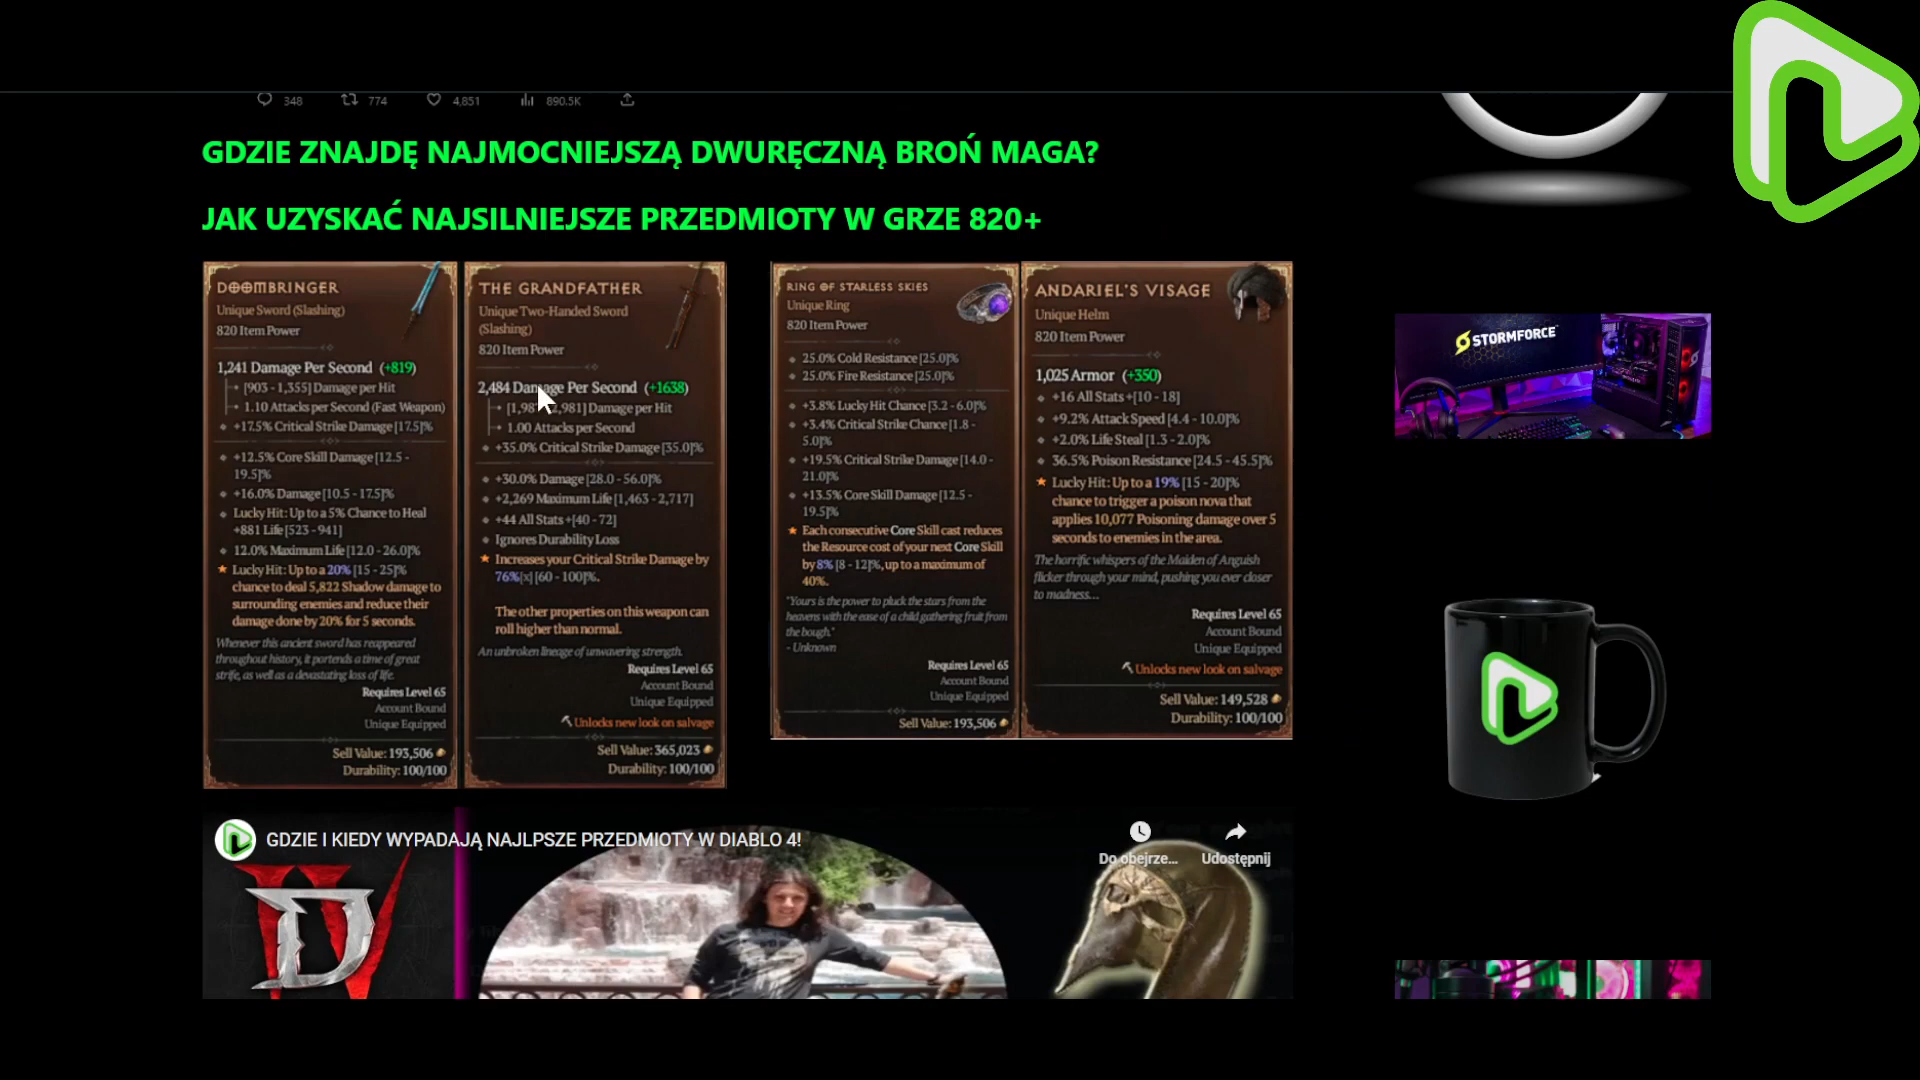 348 774 4,851 890.5K
GDZIE ZNAJDĘ NAJMOCNIEJSZĄ DWURĘCZNĄ BROŃ MAGA?
JAK UZYSKAĆ NAJSILNIEJSZE PRZEDMIOTY W GRZE 820+
DOOMBRINGER
Unique Sword (Slashing)
820 Item Power
1,241 Damage Per Second (+819)
[903 - 1,355] Damage per Hit
1.10 Attacks per Second (Fast Weapon)
+17.5% Critical Strike Damage [17.5]%
+12.5% Core Skill Damage [12.5 -
19.5]%
+16.0% Damage [10.5 - 17.5]%
Lucky Hit: Up to a 5% Chance to Heal
+881 Life [523 - 941]
12.0% Maximum Life [12.0 - 26.0]%
Lucky Hit: Up to a 20% [15 - 25]%
chance to deal 5,822 Shadow damage to
surrounding enemies and reduce their
damage done by 20% for 5 seconds.
Whenever this ancient sword has reappeared
throughout history, it portends a time of great
strife, as well as a devastating loss of life.
Requires Level 65
Account Bound
Unique Equipped
Sell Value: 193,506
Durability: 100/100
THE GRANDFATHER
Unique Two-Handed Sword
(Slashing)
820 Item Power
2,484 Damage Per Second (+1638)
2,981] Damage per Hit
1.00 Attacks per Second
+35.0% Critical Strike Damage [35.0]%
+30.0% Damage [28.0 - 56.0]%
+2,269 Maximum Life [1,463 - 2,717]
+44 All Stats +[40 - 72]
Ignores Durability Loss
Increases your Critical Strike Damage by
76%[x] [60 - 100]%.
The other properties on this weapon can
roll higher than normal.
An unbroken lineage of unwavering strength.
Requires Level 65
Account Bound
Unique Equipped
Unlocks new look on salvage
Sell Value: 365,023
Durability: 100/100
RING OF STARLESS SKIES
Unique Ring
820 Item Power
25.0% Cold Resistance [25.0]%
25.0% Fire Resistance [25.0]%
+3.8% Lucky Hit Chance [3.2 - 6.0]%
+3.4% Critical Strike Chance [1.8 -
5.0]%
+19.5% Critical Strike Damage [14.0 -
21.0]%
+13.5% Core Skill Damage [12.5 -
19.5]%
Each consecutive Core Skill cast reduces
the Resource cost of your next Core Skill
by 8% [8 - 12]%, up to a maximum of
40%.
"Yours is the power to pluck the stars from the
heavens with the ease of a child gathering fruit from
the bough."
- Unknown
Requires Level 65
Account Bound
Unique Equipped
Sell Value: 193,506
ANDARIEL'S VISAGE
Unique Helm
820 Item Power
1,025 Armor (+350)
+16 All Stats +[10 - 18]
+9.2% Attack Speed [4.4 - 10.0]%
+2.0% Life Steal [1.3 - 2.0]%
36.5% Poison Resistance [24.5 - 45.5]%
Lucky Hit: Up to a 19% [15 - 20]%
chance to trigger a poison nova that
applies 10,077 Poisoning damage over 5
seconds to enemies in the area.
The horrific whispers of the Maiden of Anguish
flicker through your mind, pushing you ever closer
to madness...
Requires Level 65
Account Bound
Unique Equipped
Unlocks new look on salvage
Sell Value: 149,528
Durability: 100/100
STORMFORCE
GDZIE I KIEDY WYPADAJĄ NAJLPSZE PRZEDMIOTY W DIABLO 4!
Do obejrze...
Udostępnij